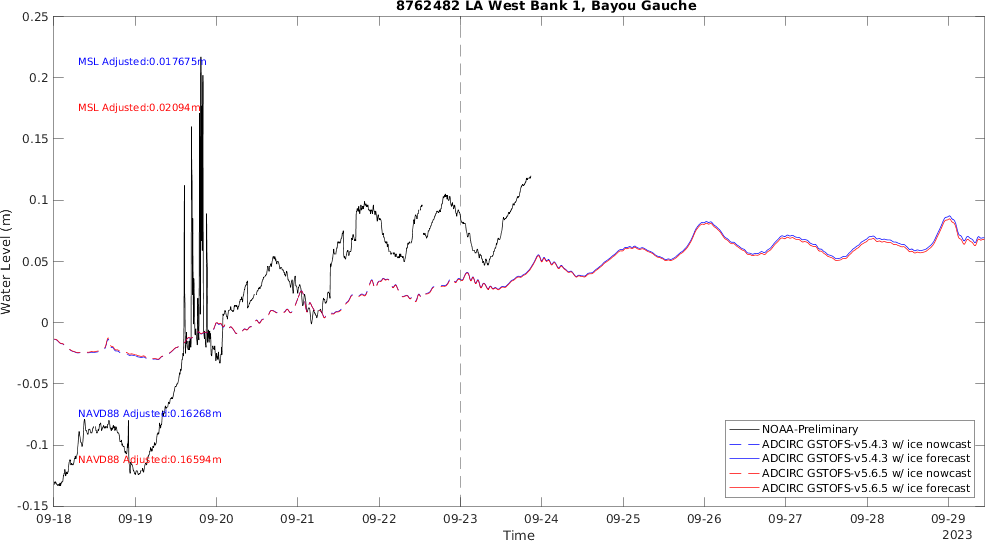 8762482 LA West Bank 1, Bayou Gauche
0.25
0.2
0.15
0.1
0.05
0
-0.05
-0.1
-0.15
Water Level (m)
MSL Adjusted:0.017675m
MSL Adjusted:0.02094m
NAVD88 Adjusted:0.16268m
NAVD88 Adjusted:0.16594m
NOAA-Preliminary
ADCIRC GSTOFS-v5.4.3 w/ ice nowcast
ADCIRC GSTOFS-v5.4.3 w/ ice forecast
ADCIRC GSTOFS-v5.6.5 w/ ice nowcast
ADCIRC GSTOFS-v5.6.5 w/ ice forecast
09-18 09-19 09-20 09-21 09-22 09-23 09-24 09-25 09-26 09-27 09-28 09-29
Time
2023